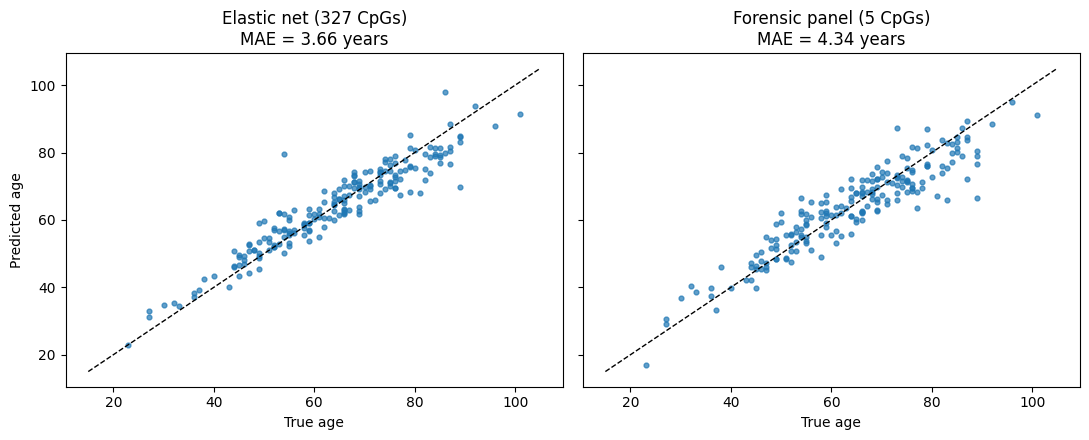 Elastic net (327 CpGs)
MAE = 3.66 years
Forensic panel (5 CpGs)
MAE = 4.34 years
Predicted age
100
80
60
40
20
20 40 60 80 100
20 40 60 80 100
True age
True age